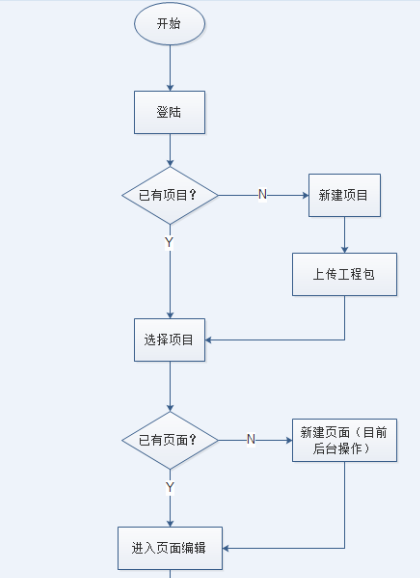 开始
登陆
已有项目?
N
新建项目
Y
上传工程包
选择项目
已有页面?
N
新建页面（目前
后台操作）
Y
进入页面编辑